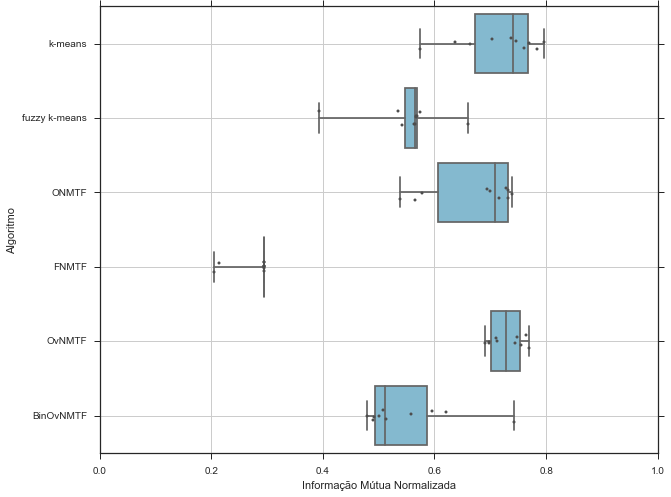 k-means
fuzzy k-means
ONMTF
FNMTF
OvNMTF
BinOvNMTF
Algoritmo
0.0 0.2 0.4 0.6 0.8 1.0
Informação Mútua Normalizada